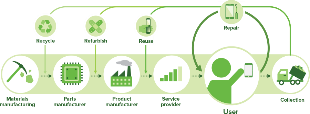 Recycle
Refurbish
Reuse
Repair
Materials
manufacturing
Parts
manufacturer
Product
manufacturer
Service
provider
User
Collection